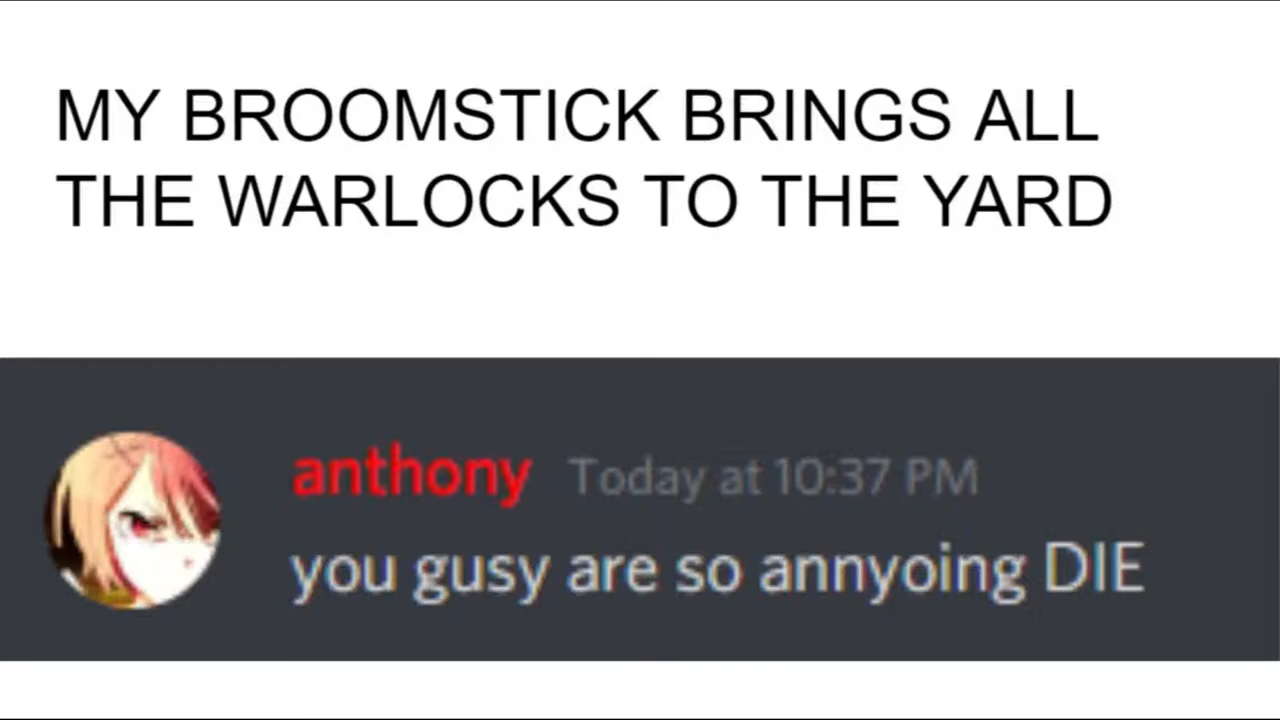 MY BROOMSTICK BRINGS ALL
THE WARLOCKS TO THE YARD
anthony Today at 10:37 PM
you gusy are so annyoing DIE